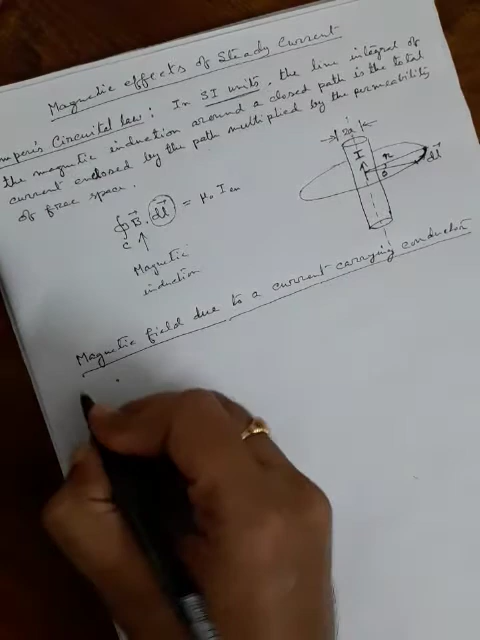 Magnetic effects of Steady Current
mpere's Circuital law : In SI units, the line integral of
the magnetic induction around a closed path is the total
current enclosed by the path multiplied by the permeability
of free space.
∮ B⃗. dl⃗ = μ₀ I en
c ↑
Magnetic
induction
2a
I
r
dl⃗
Magnetic field due to a current carrying conductor